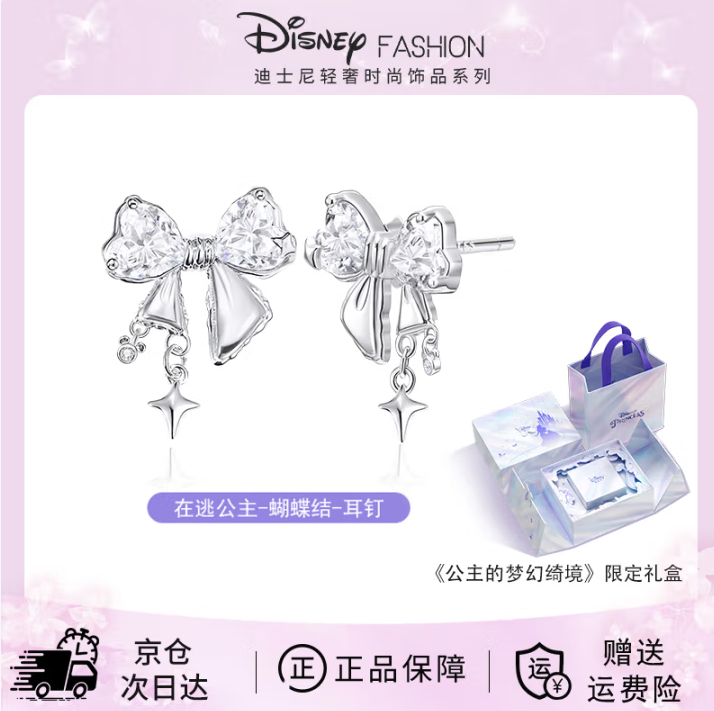 Disney FASHION
迪士尼轻奢时尚饰品系列
在逃公主-蝴蝶结-耳钉
Disney
PRINCESS
《公主的梦幻绮境》限定礼盒
京仓
次日达
正
正品保障
运
¥
赠送
运费险